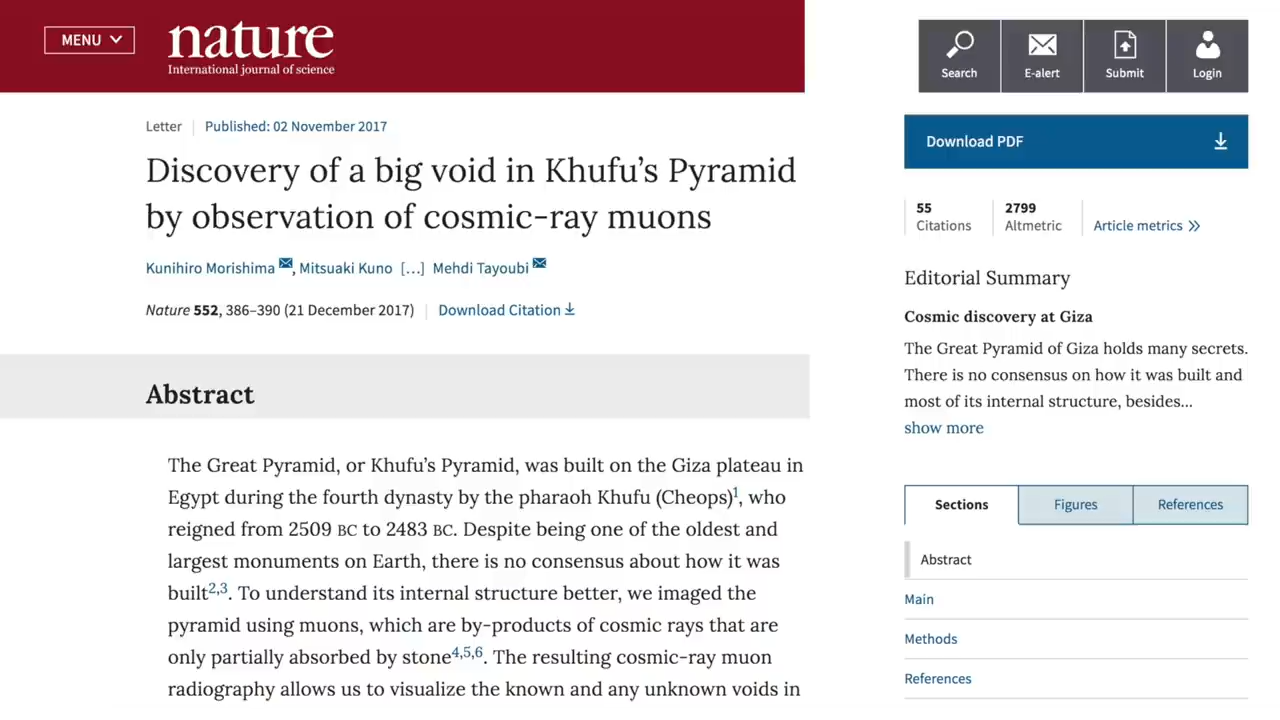 MENU
nature
International journal of science
Search
E-alert
Submit
Login
Letter
Published: 02 November 2017
Discovery of a big void in Khufu's Pyramid
by observation of cosmic-ray muons
Kunihiro Morishima, Mitsuaki Kuno […] Mehdi Tayoubi
Nature 552, 386–390 (21 December 2017)
Download Citation
Abstract
The Great Pyramid, or Khufu's Pyramid, was built on the Giza plateau in
Egypt during the fourth dynasty by the pharaoh Khufu (Cheops)1, who
reigned from 2509 BC to 2483 BC. Despite being one of the oldest and
largest monuments on Earth, there is no consensus about how it was
built2,3. To understand its internal structure better, we imaged the
pyramid using muons, which are by-products of cosmic rays that are
only partially absorbed by stone4,5,6. The resulting cosmic-ray muon
radiography allows us to visualize the known and any unknown voids in
Download PDF
55
Citations
2799
Altmetric
Article metrics
Editorial Summary
Cosmic discovery at Giza
The Great Pyramid of Giza holds many secrets.
There is no consensus on how it was built and
most of its internal structure, besides...
show more
Sections
Figures
References
Abstract
Main
Methods
References